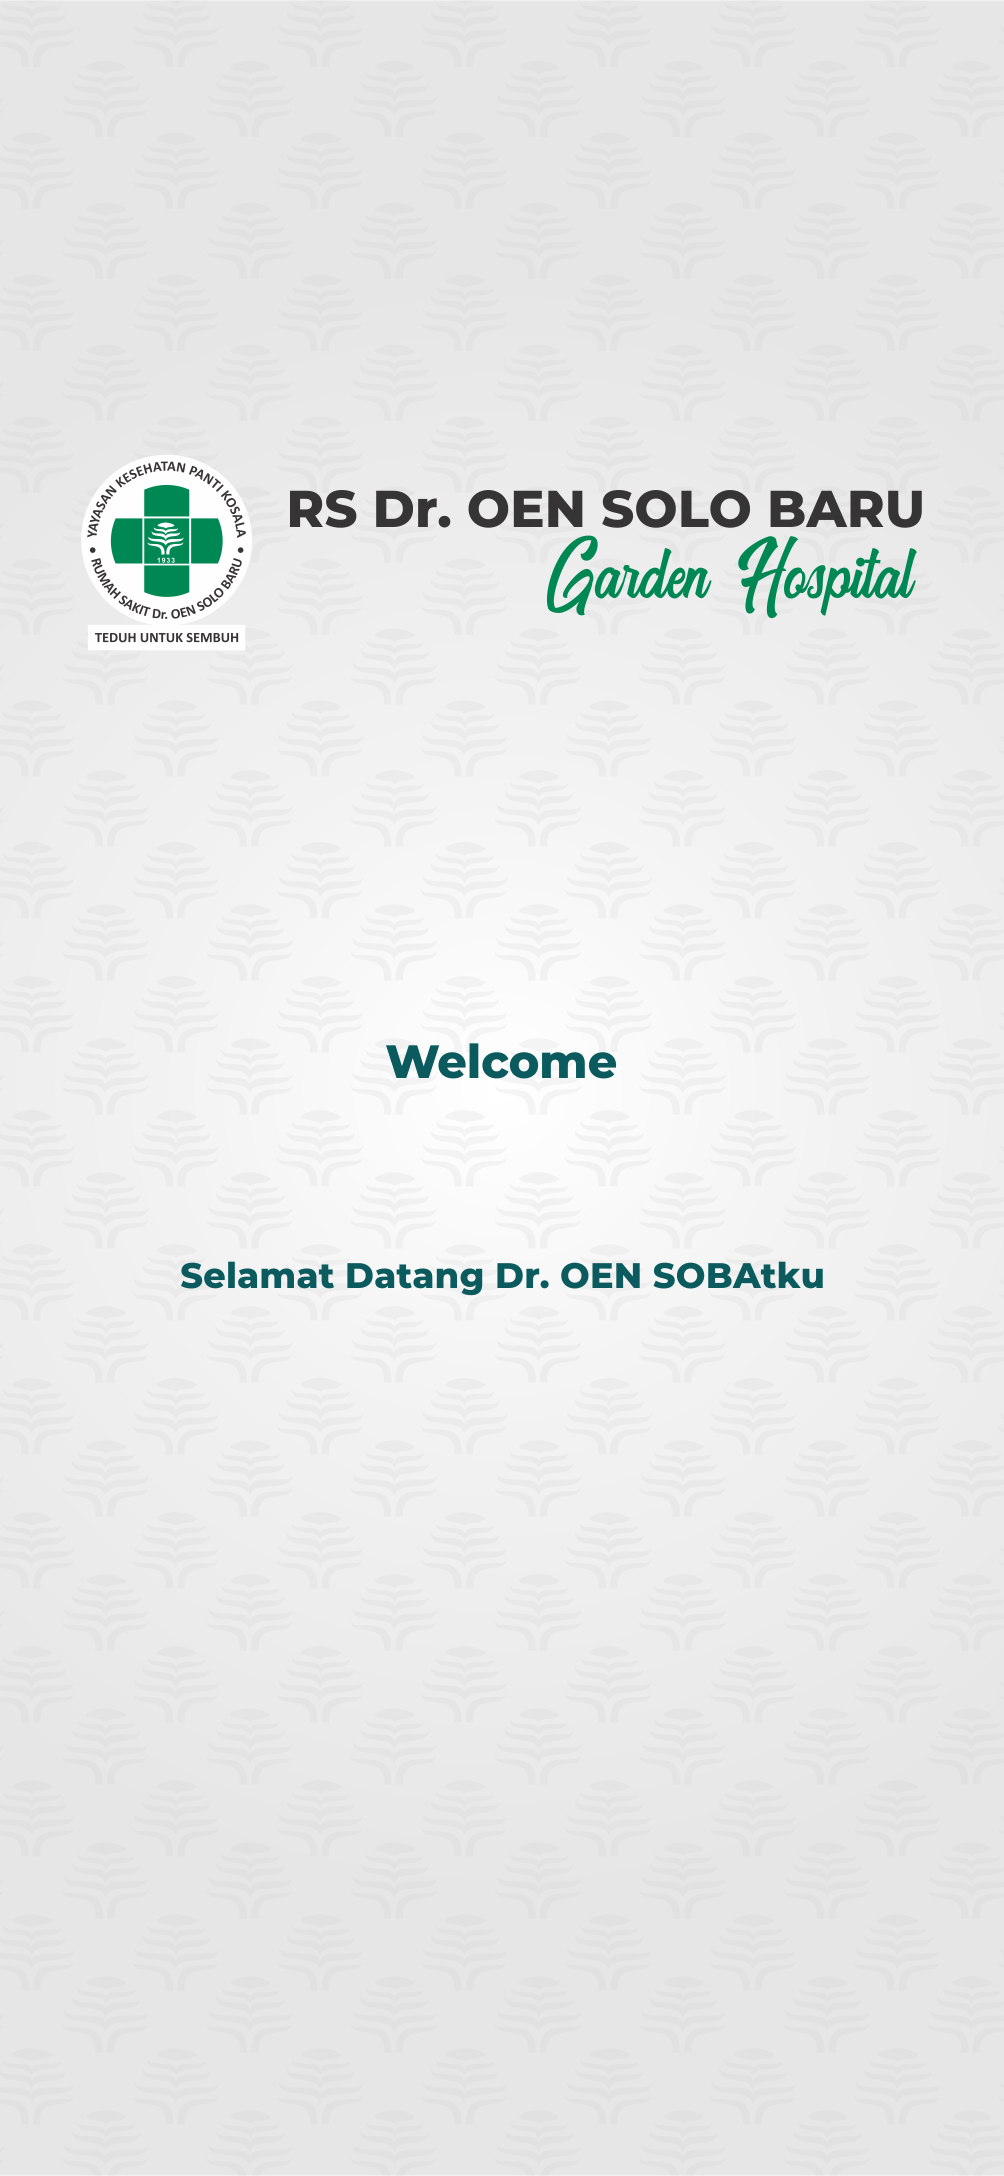 YAYASAN KESEHATAN PANTI KOSALA
1933
• RUMAH SAKIT Dr. OEN SOLO BARU •
TEDUH UNTUK SEMBUH
RS Dr. OEN SOLO BARU
Garden Hospital
Welcome
Selamat Datang Dr. OEN SOBAtku